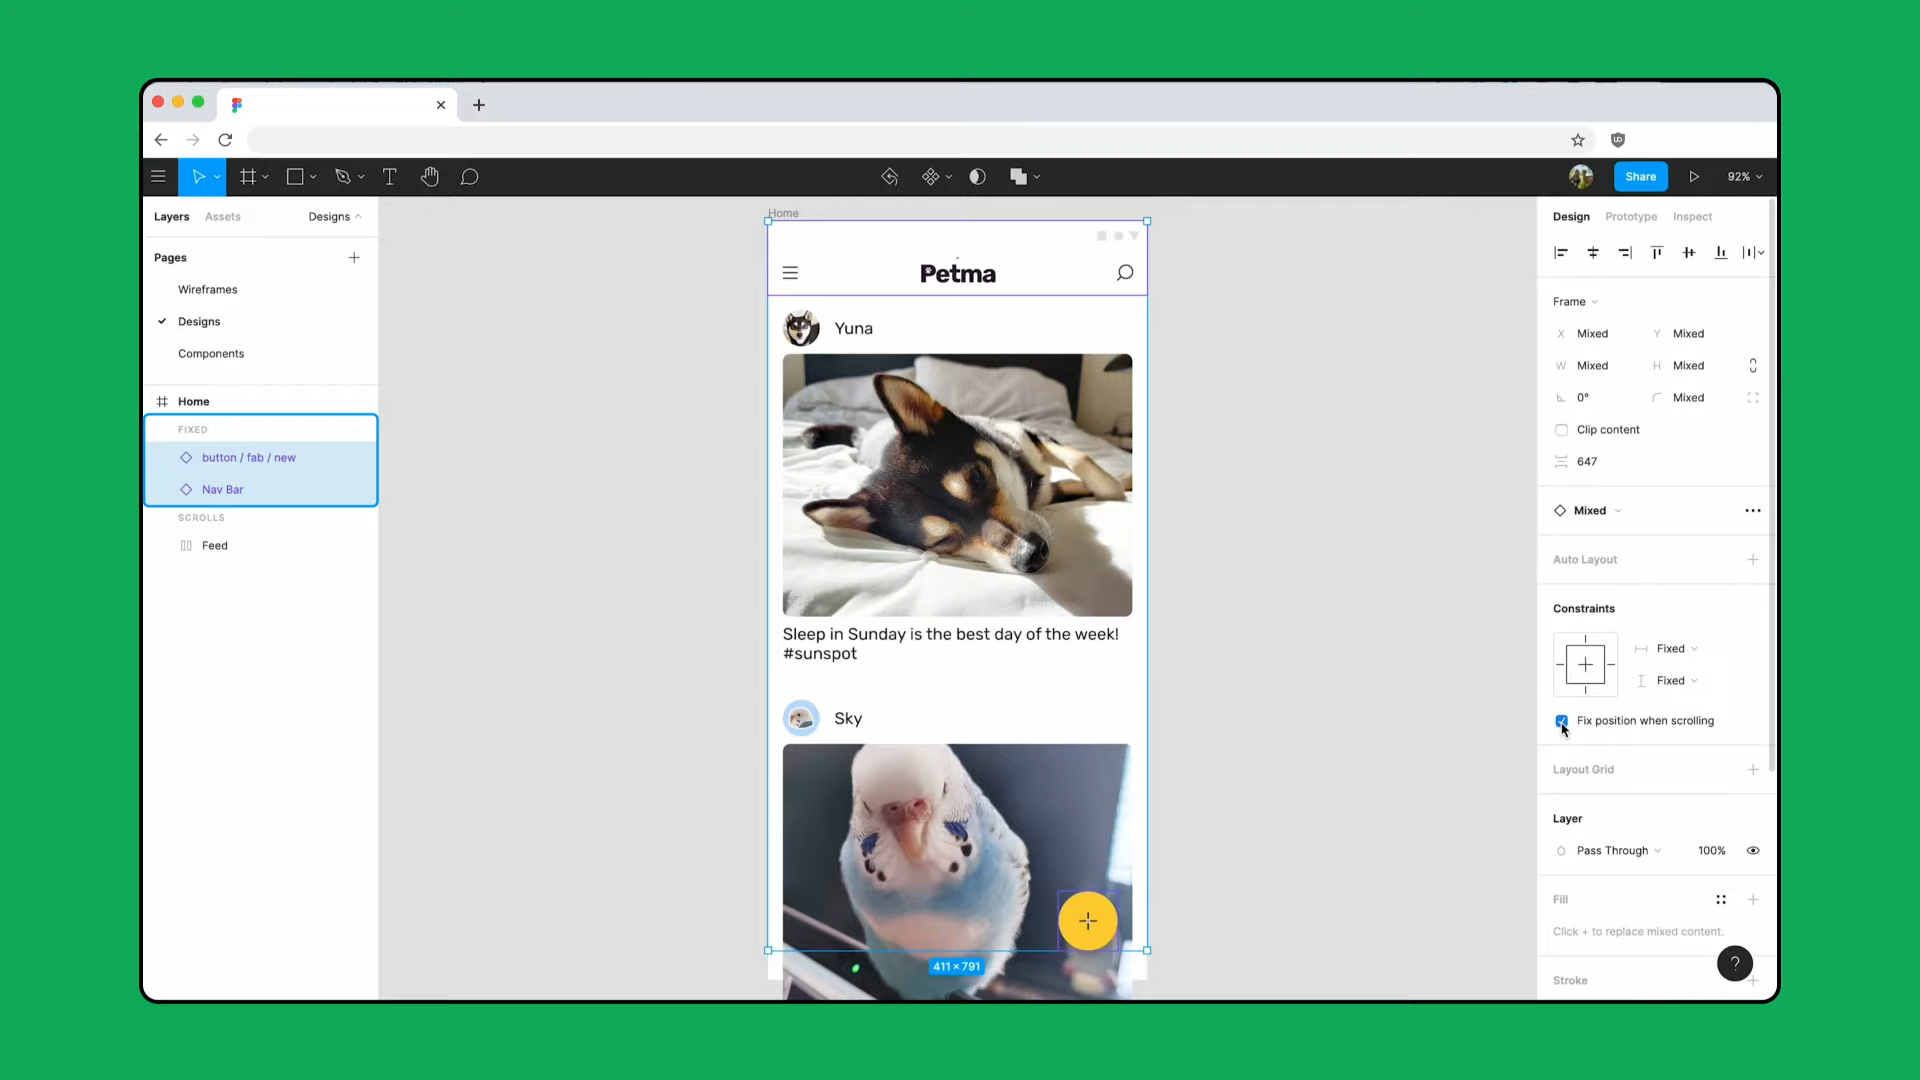 Share
92%
Layers Assets Designs
Pages
Wireframes
Designs
Components
Home
FIXED
button / fab / new
Nav Bar
SCROLLS
Feed
Home
Petma
Yuna
Sleep in Sunday is the best day of the week!
#sunspot
Sky
411 × 791
Design Prototype Inspect
Frame
X Mixed Y Mixed
W Mixed H Mixed
0° Mixed
Clip content
647
Mixed
Auto Layout
Constraints
Fixed
Fixed
Fix position when scrolling
Layout Grid
Layer
Pass Through 100%
Fill
Click + to replace mixed content.
Stroke
?